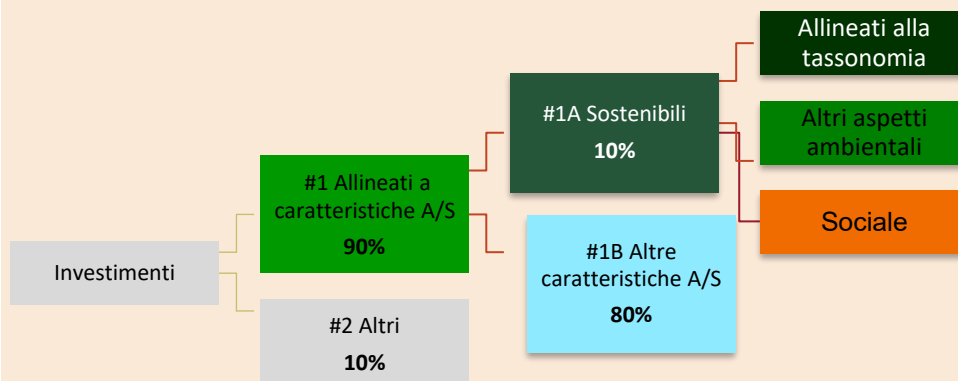 Investimenti
#1 Allineati a
caratteristiche A/S
90%
#2 Altri
10%
#1A Sostenibili
10%
#1B Altre
caratteristiche A/S
80%
Allineati alla
tassonomia
Altri aspetti
ambientali
Sociale